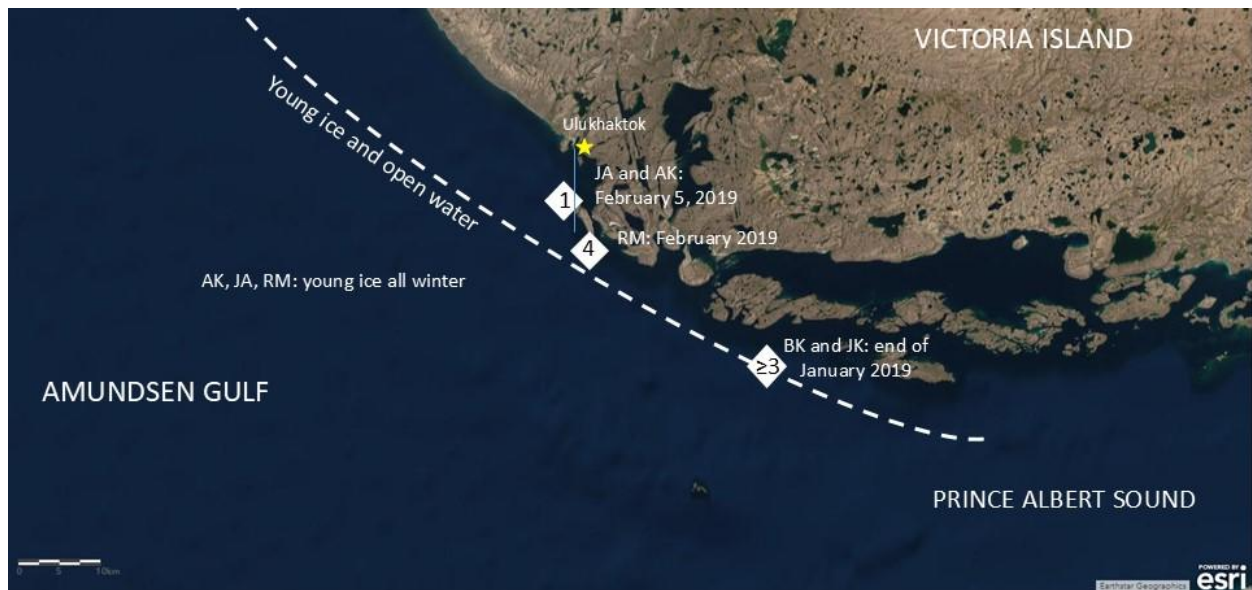 VICTORIA ISLAND
Young ice and open water
Ulukhaktok
JA and AK:
February 5, 2019
1
4
RM: February 2019
AK, JA, RM: young ice all winter
BK and JK: end of
January 2019
≥3
AMUNDSEN GULF
PRINCE ALBERT SOUND
0 5 10km
Earthstar Geographics
POWERED BY
esri